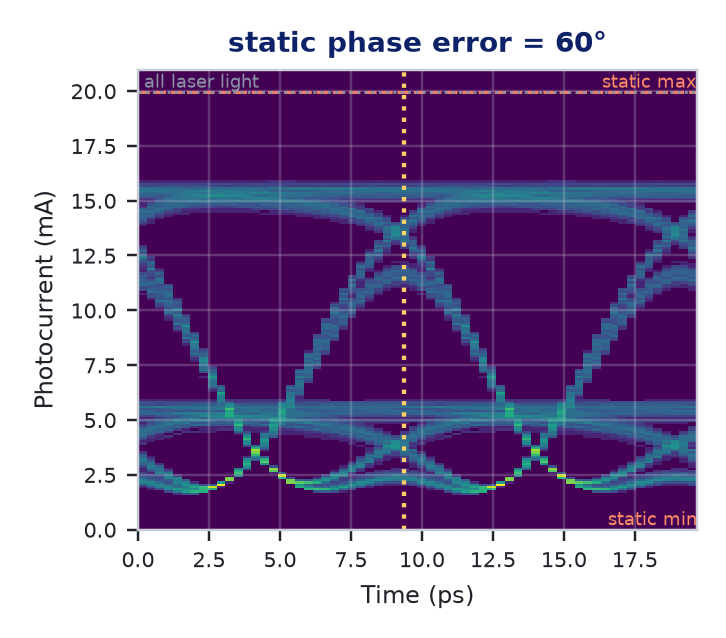 static phase error = 60°
all laser light
static max
20.0
17.5
15.0
12.5
10.0
7.5
5.0
2.5
0.0
Photocurrent (mA)
static min
0.0 2.5 5.0 7.5 10.0 12.5 15.0 17.5
Time (ps)